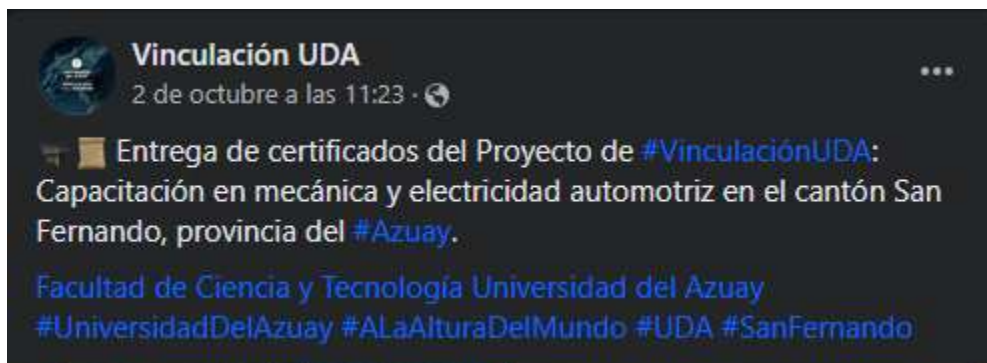 Vinculación UDA
2 de octubre a las 11:23 ·
Entrega de certificados del Proyecto de #VinculaciónUDA:
Capacitación en mecánica y electricidad automotriz en el cantón San
Fernando, provincia del #Azuay.
Facultad de Ciencia y Tecnología Universidad del Azuay
#UniversidadDelAzuay #ALaAlturaDelMundo #UDA #SanFernando